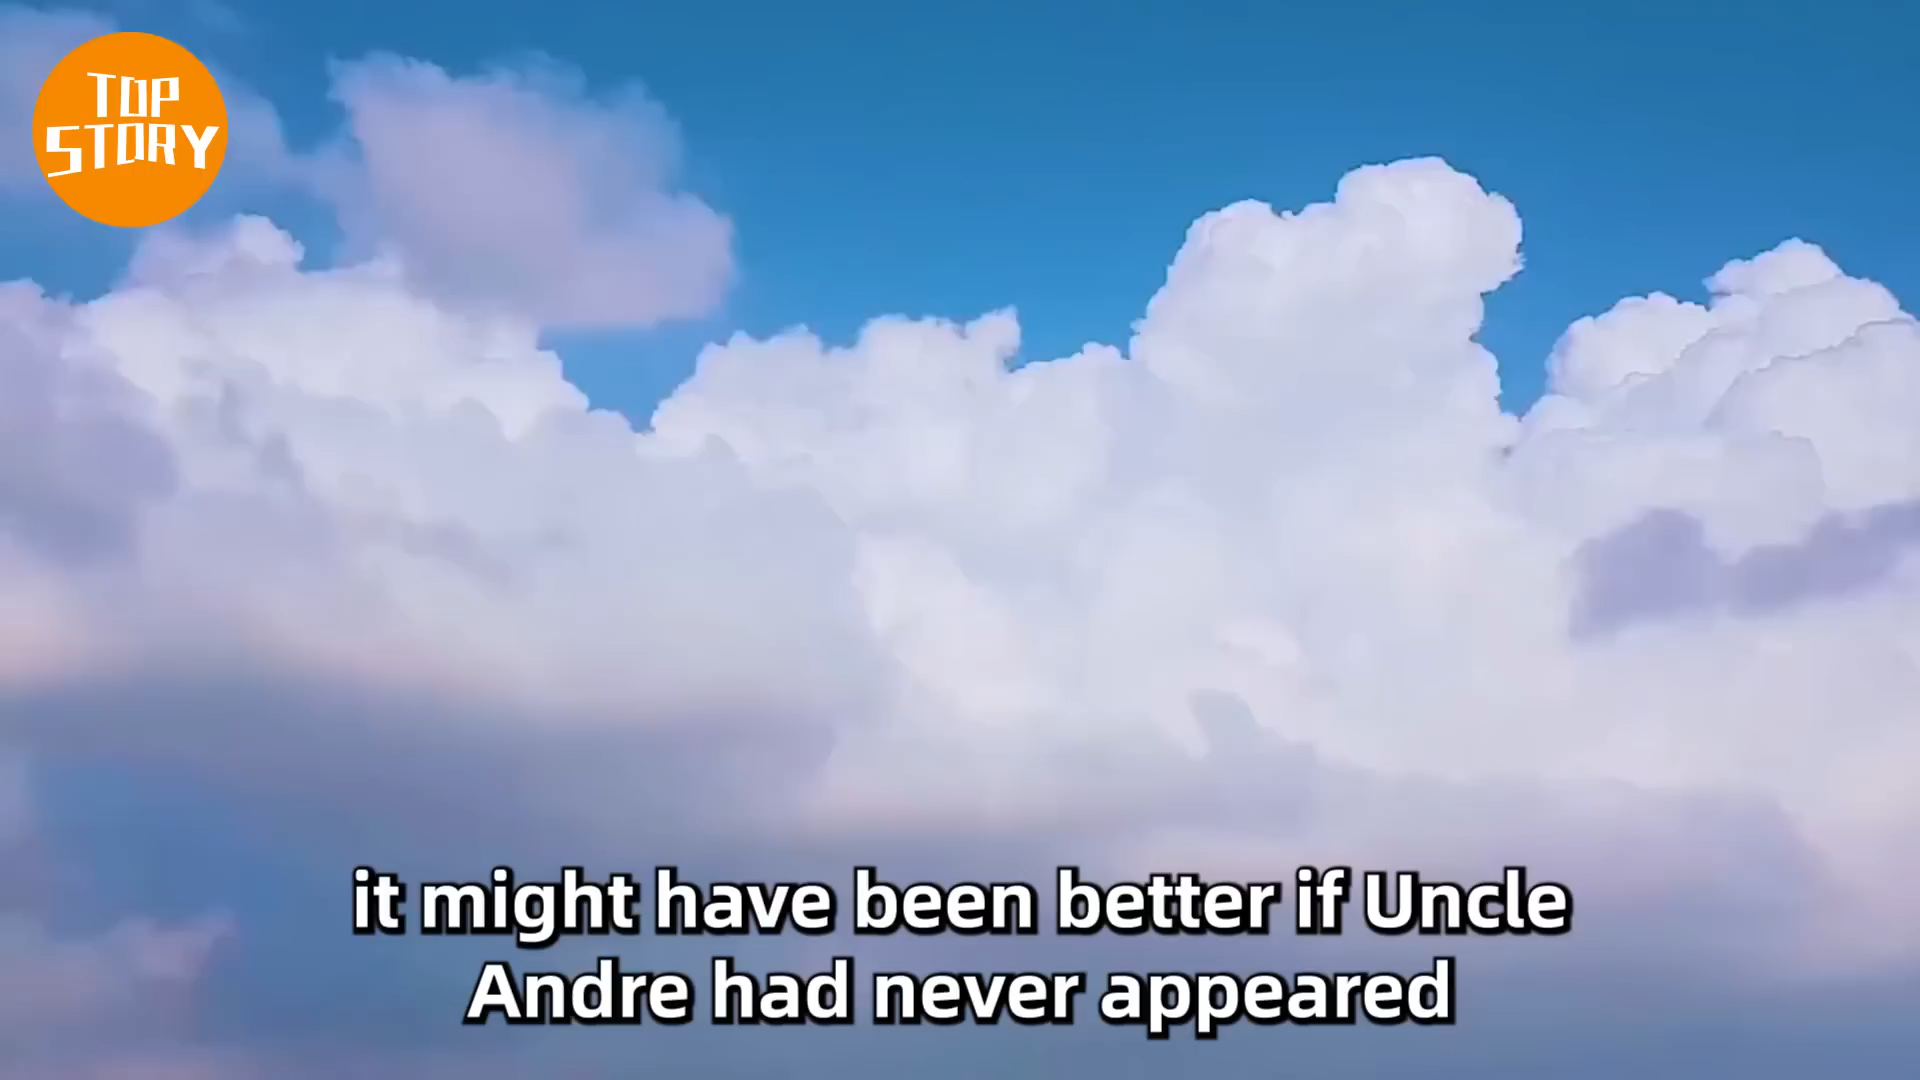 TOP
STORY
it might have been better if Uncle
Andre had never appeared